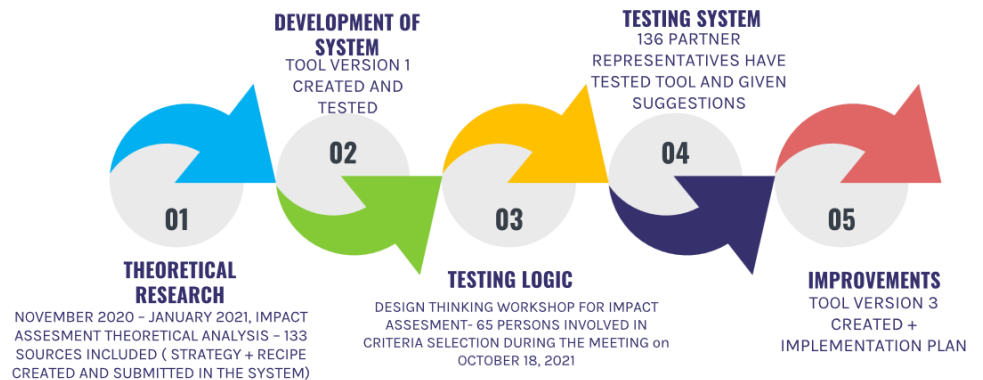 01
THEORETICAL
RESEARCH
NOVEMBER 2020 – JANUARY 2021, IMPACT
ASSESMENT THEORETICAL ANALYSIS – 133
SOURCES INCLUDED ( STRATEGY + RECIPE
CREATED AND SUBMITTED IN THE SYSTEM)
DEVELOPMENT OF
SYSTEM
TOOL VERSION 1
CREATED AND
TESTED
02
03
TESTING LOGIC
DESIGN THINKING WORKSHOP FOR IMPACT
ASSESMENT- 65 PERSONS INVOLVED IN
CRITERIA SELECTION DURING THE MEETING on
OCTOBER 18, 2021
TESTING SYSTEM
136 PARTNER
REPRESENTATIVES HAVE
TESTED TOOL AND GIVEN
SUGGESTIONS
04
05
IMPROVEMENTS
TOOL VERSION 3
CREATED +
IMPLEMENTATION PLAN